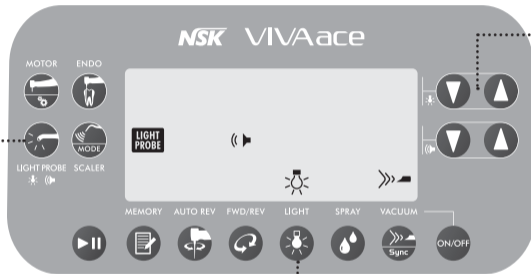 NSK VIVAace
MOTOR ENDO
LIGHT PROBE
MODE
LIGHT PROBE SCALER
MEMORY AUTO REV FWD/REV LIGHT SPRAY VACUUM
Sync
ON/OFF